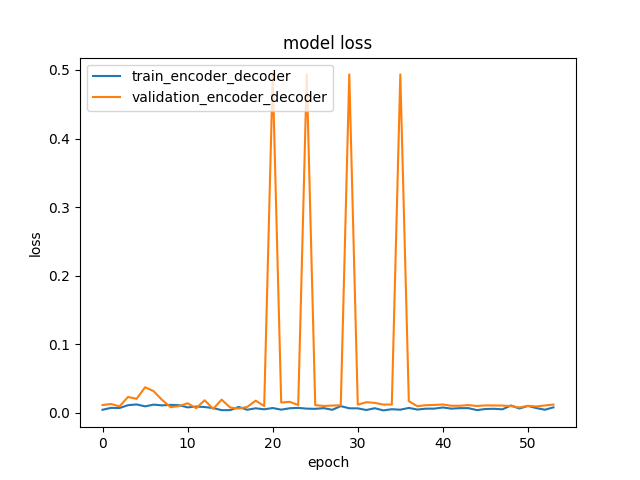 model loss
train_encoder_decoder
validation_encoder_decoder
loss
0.5
0.4
0.3
0.2
0.1
0.0
0
10
20
30
40
50
epoch